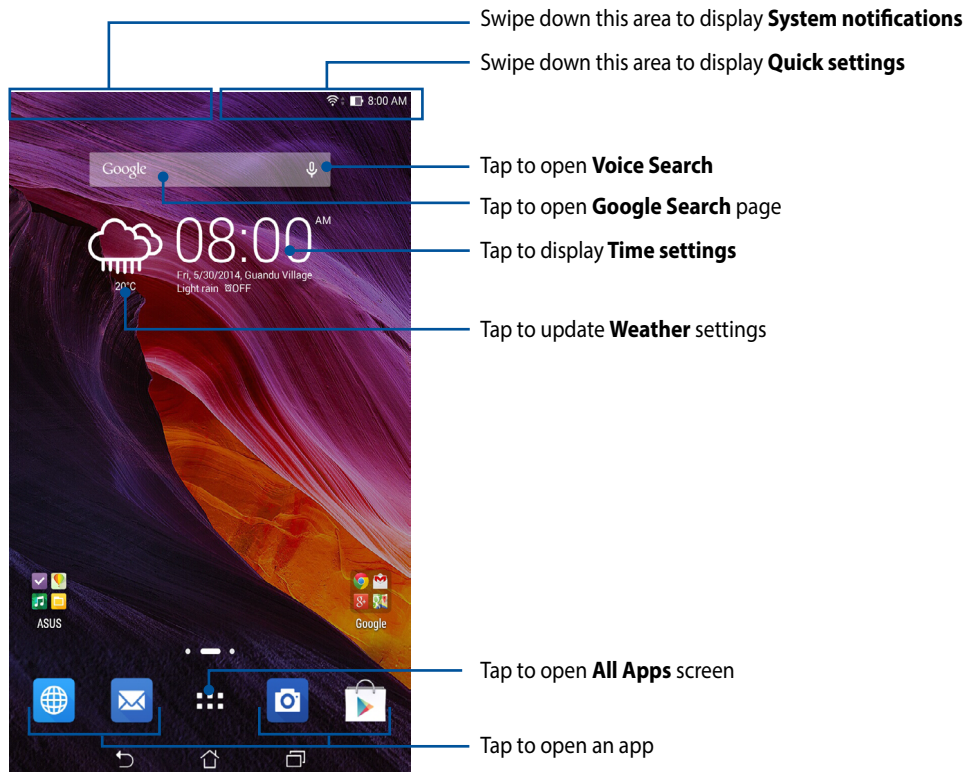 Swipe down this area to display System notifications
Swipe down this area to display Quick settings
8:00 AM
Google
Tap to open Voice Search
Tap to open Google Search page
08:00 AM
Tap to display Time settings
Fri, 5/30/2014, Guandu Village
20°C
Light rain OFF
Tap to update Weather settings
ASUS
Google
Tap to open All Apps screen
Tap to open an app